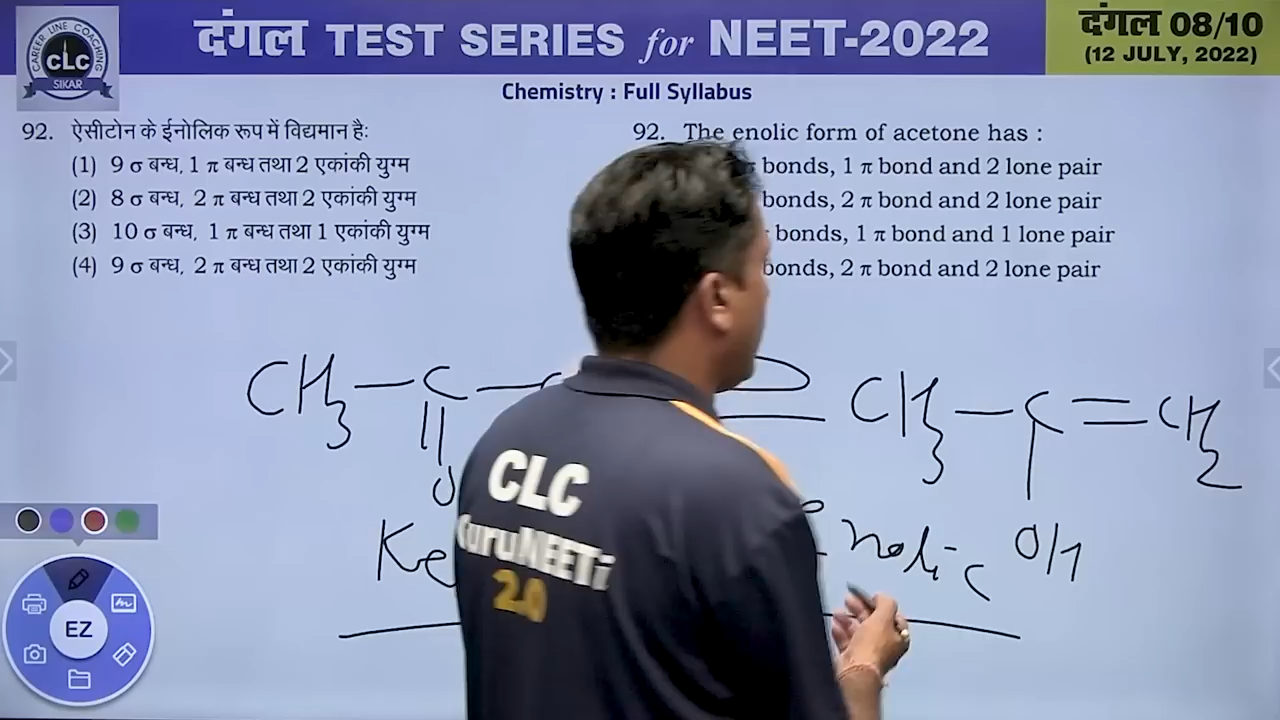 CAREER LINE COACHING
CLC
SIKAR
दंगल TEST SERIES for NEET-2022
दंगल 08/10
(12 JULY, 2022)
Chemistry : Full Syllabus
92. ऐसीटोन के ईनोलिक रूप में विद्यमान है:
(1) 9 σ बन्ध, 1 π बन्ध तथा 2 एकांकी युग्म
(2) 8 σ बन्ध, 2 π बन्ध तथा 2 एकांकी युग्म
(3) 10 σ बन्ध, 1 π बन्ध तथा 1 एकांकी युग्म
(4) 9 σ बन्ध, 2 π बन्ध तथा 2 एकांकी युग्म
92. The enolic form of acetone has :
bonds, 1 π bond and 2 lone pair
bonds, 2 π bond and 2 lone pair
bonds, 1 π bond and 1 lone pair
bonds, 2 π bond and 2 lone pair
CH3 — C —
||
O
CH3 — C = CH2
|
OH
Ke
enolic
CLC
GuruNEETi
2.0
EZ